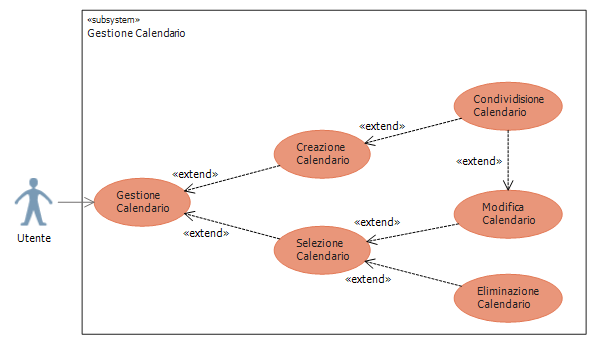 «subsystem»
Gestione Calendario
Condividisione
Calendario
«extend»
Creazione
Calendario
«extend»
«extend»
Gestione
Calendario
Modifica
Calendario
«extend»
«extend»
Utente
Selezione
Calendario
«extend»
Eliminazione
Calendario